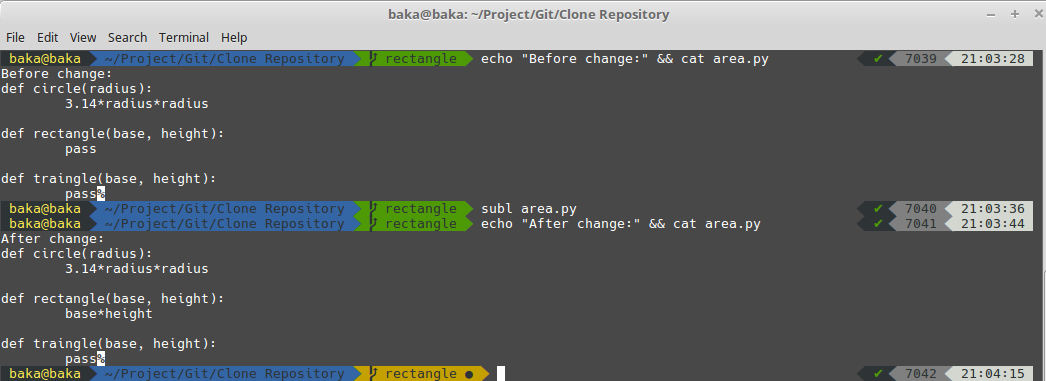 baka@baka: ~/Project/Git/Clone Repository
File Edit View Search Terminal Help
baka@baka ~/Project/Git/Clone Repository rectangle echo "Before change:" && cat area.py ✔ 7039 21:03:28
Before change:
def circle(radius):
3.14*radius*radius
def rectangle(base, height):
pass
def traingle(base, height):
pass%
baka@baka ~/Project/Git/Clone Repository rectangle subl area.py ✔ 7040 21:03:36
baka@baka ~/Project/Git/Clone Repository rectangle echo "After change:" && cat area.py ✔ 7041 21:03:44
After change:
def circle(radius):
3.14*radius*radius
def rectangle(base, height):
base*height
def traingle(base, height):
pass%
baka@baka ~/Project/Git/Clone Repository rectangle ● ✔ 7042 21:04:15